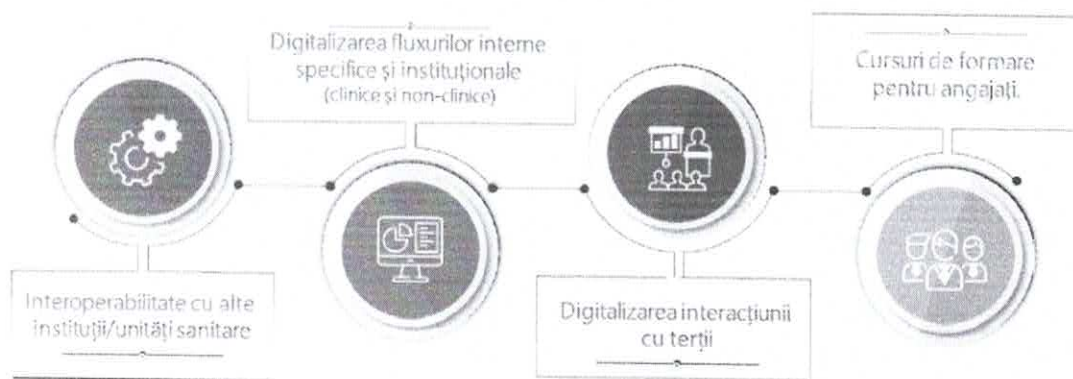 Digitalizarea fluxurilor interne
specifice și instituționale
(clinice și non-clinice)
Cursuri de formare
pentru angajați.
Interoperabilitate cu alte
instituții/unități sanitare
Digitalizarea interacțiunii
cu terții